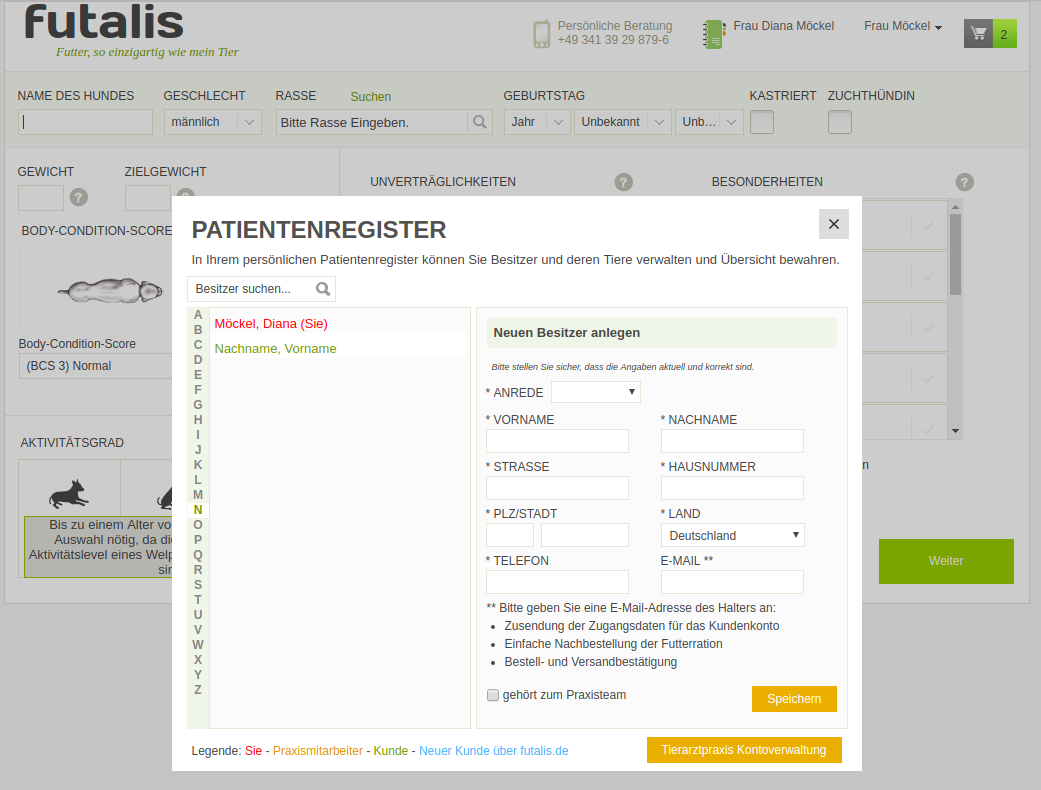 futalis
Futter, so einzigartig wie mein Tier
Persönliche Beratung
+49 341 39 29 879-6
Frau Diana Möckel
Frau Möckel
2
NAME DES HUNDES
GESCHLECHT
RASSE
Suchen
GEBURTSTAG
KASTRIERT
ZUCHTHÜNDIN
männlich
Bitte Rasse Eingeben.
Jahr
Unbekannt
Unb...
GEWICHT
ZIELGEWICHT
UNVERTRÄGLICHKEITEN
?
BESONDERHEITEN
?
?
?
BODY-CONDITION-SCORE
Body-Condition-Score
(BCS 3) Normal
AKTIVITÄTSGRAD
Bis zu einem Alter vo
Auswahl nötig, da die
Aktivitätslevel eines Welp
sin
n
Weiter
PATIENTENREGISTER
×
In Ihrem persönlichen Patientenregister können Sie Besitzer und deren Tiere verwalten und Übersicht bewahren.
Besitzer suchen...
A
B
C
D
E
F
G
H
I
J
K
L
M
N
O
P
Q
R
S
T
U
V
W
X
Y
Z
Möckel, Diana (Sie)
Nachname, Vorname
Neuen Besitzer anlegen
Bitte stellen Sie sicher, dass die Angaben aktuell und korrekt sind.
* ANREDE
* VORNAME
* NACHNAME
* STRASSE
* HAUSNUMMER
* PLZ/STADT
* LAND
Deutschland
* TELEFON
E-MAIL **
** Bitte geben Sie eine E-Mail-Adresse des Halters an:
• Zusendung der Zugangsdaten für das Kundenkonto
• Einfache Nachbestellung der Futterration
• Bestell- und Versandbestätigung
gehört zum Praxisteam
Speichern
Legende: Sie - Praxismitarbeiter - Kunde - Neuer Kunde über futalis.de
Tierarztpraxis Kontoverwaltung